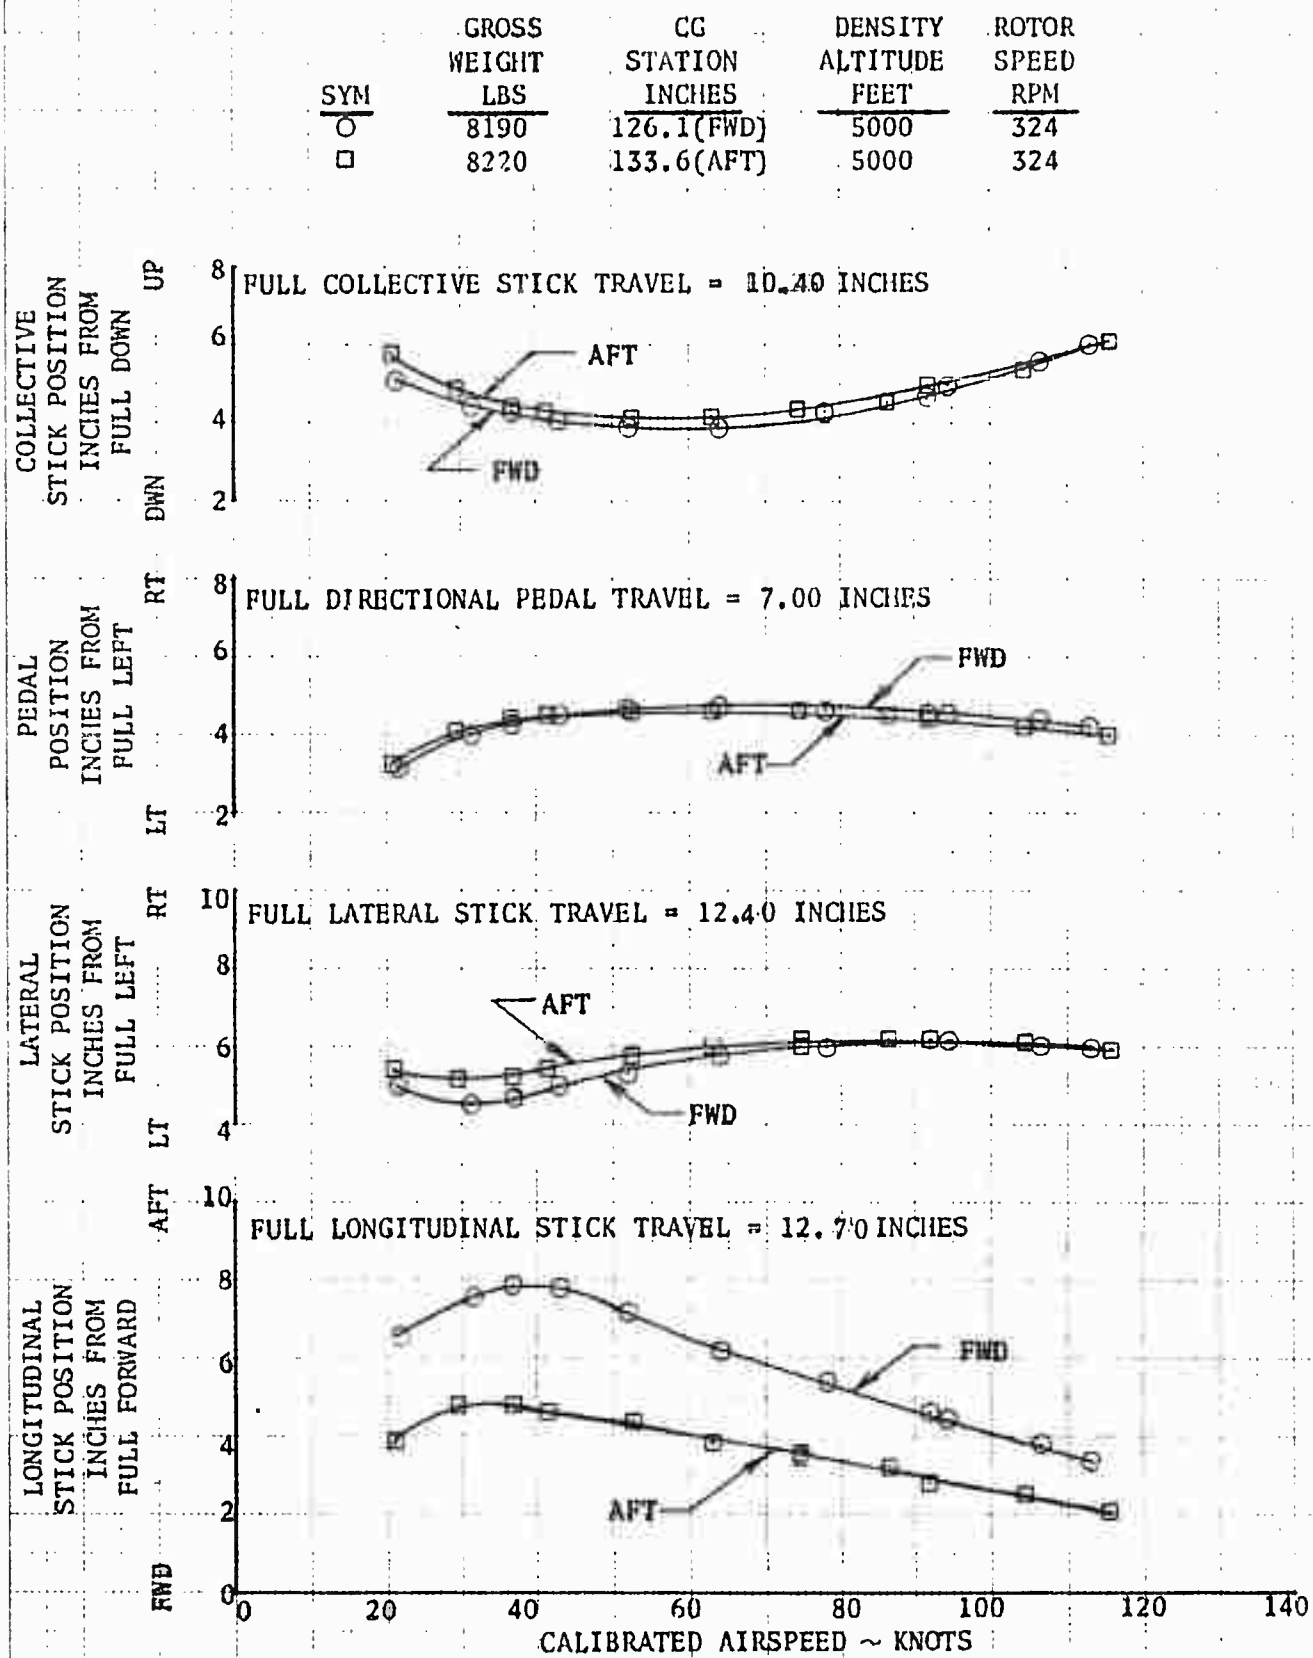 GROSS CG DENSITY ROTOR
WEIGHT STATION ALTITUDE SPEED
SYM LBS INCHES FEET RPM
8190 126.1(FWD) 5000 324
8220 133.6(AFT) 5000 324
COLLECTIVE
STICK POSITION
INCHES FROM
FULL DOWN
DWN UP
8
6
4
2
FULL COLLECTIVE STICK TRAVEL = 10.40 INCHES
AFT
FWD
PEDAL
POSITION
INCHES FROM
FULL LEFT
LT RT
8
6
4
2
FULL DIRECTIONAL PEDAL TRAVEL = 7.00 INCHES
FWD
AFT
LATERAL
STICK POSITION
INCHES FROM
FULL LEFT
LT RT
10
8
6
4
FULL LATERAL STICK TRAVEL = 12.40 INCHES
AFT
FWD
LONGITUDINAL
STICK POSITION
INCHES FROM
FULL FORWARD
FWD AFT
10
8
6
4
2
0
FULL LONGITUDINAL STICK TRAVEL = 12.70 INCHES
FWD
AFT
0 20 40 60 80 100 120 140
CALIBRATED AIRSPEED ~ KNOTS